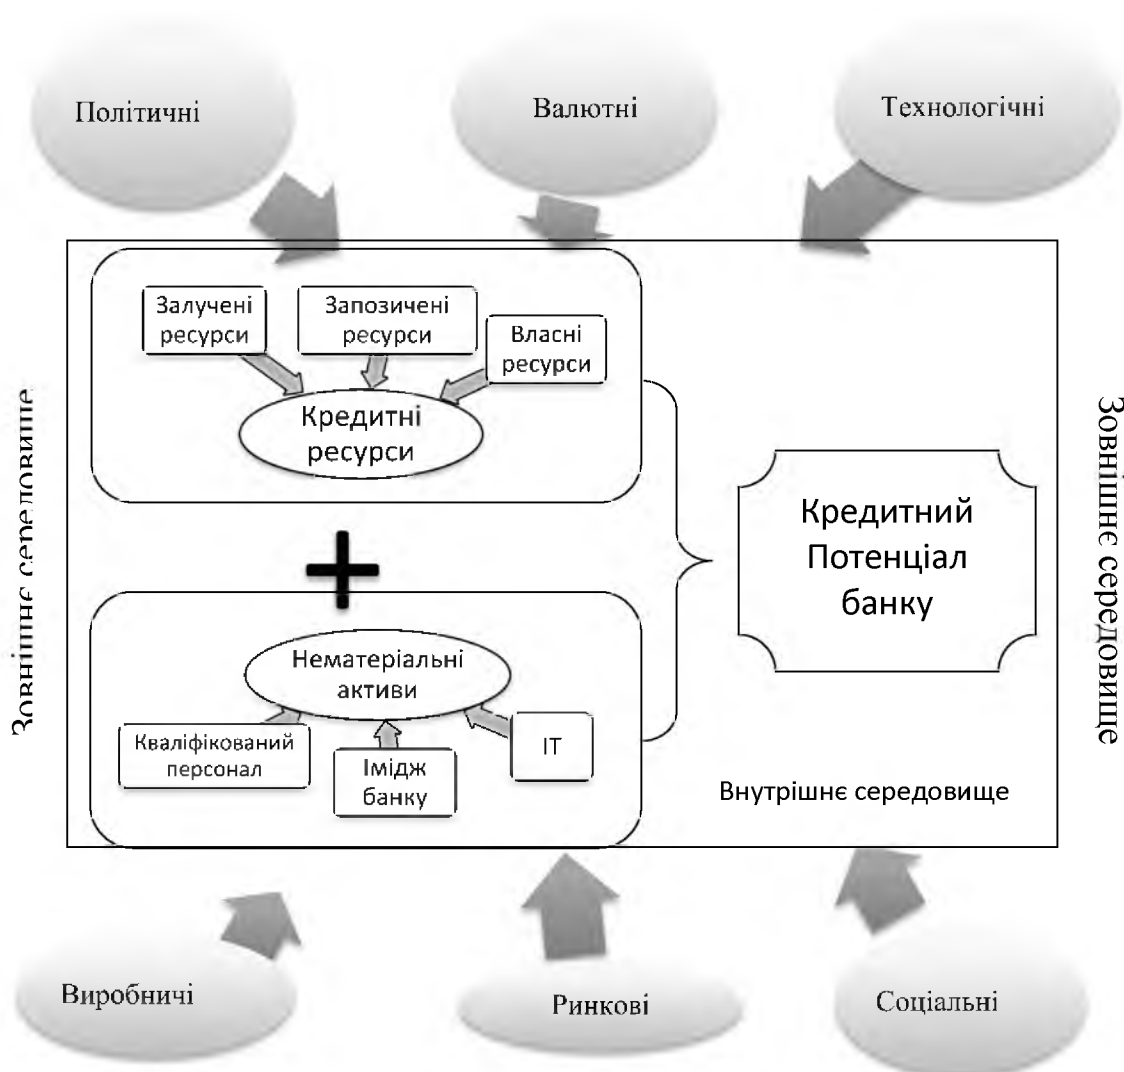 Політичні
Валютні
Технологічні
Залучені
ресурси
Запозичені
ресурси
Власні
ресурси
Кредитні
ресурси
Зовнішнє середовище
Зовнішнє середовище
Кредитний
Потенціал
банку
Нематеріальні
активи
Кваліфікований
персонал
Імідж
банку
ІТ
Внутрішнє середовище
Виробничі
Ринкові
Соціальні